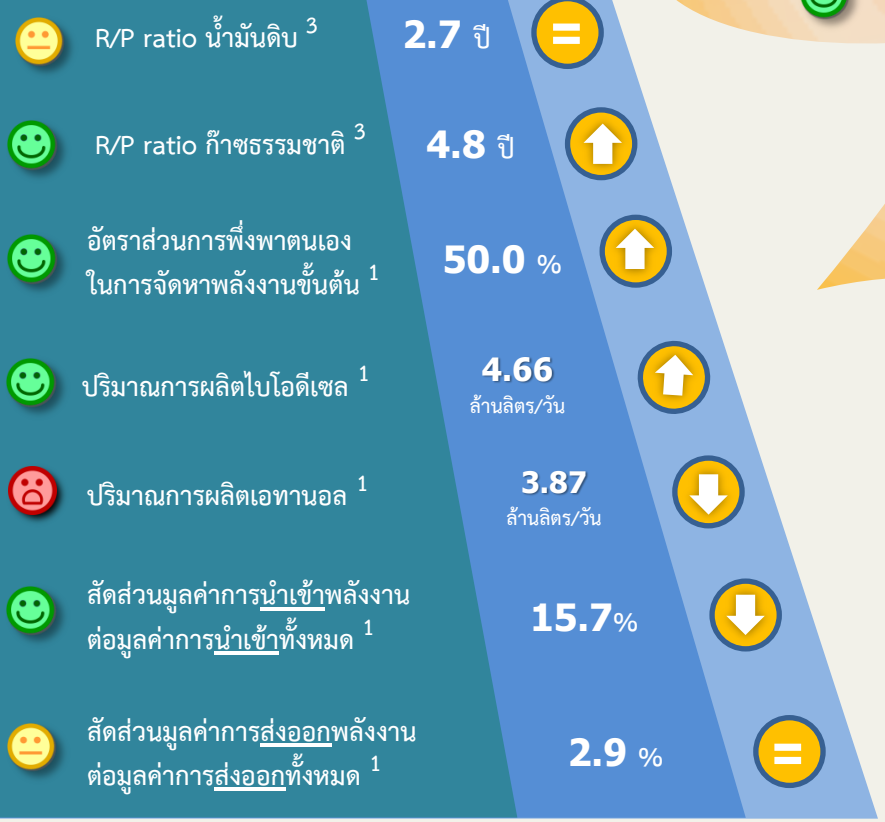 R/P ratio น้ำมันดิบ 3 2.7 ปี =
R/P ratio ก๊าซธรรมชาติ 3 4.8 ปี
อัตราส่วนการพึ่งพาตนเอง
ในการจัดหาพลังงานขั้นต้น 1
50.0 %
ปริมาณการผลิตไบโอดีเซล 1
4.66
ล้านลิตร/วัน
ปริมาณการผลิตเอทานอล 1
3.87
ล้านลิตร/วัน
สัดส่วนมูลค่าการนำเข้าพลังงาน
ต่อมูลค่าการนำเข้าทั้งหมด 1
15.7%
สัดส่วนมูลค่าการส่งออกพลังงาน
ต่อมูลค่าการส่งออกทั้งหมด 1
2.9 % =